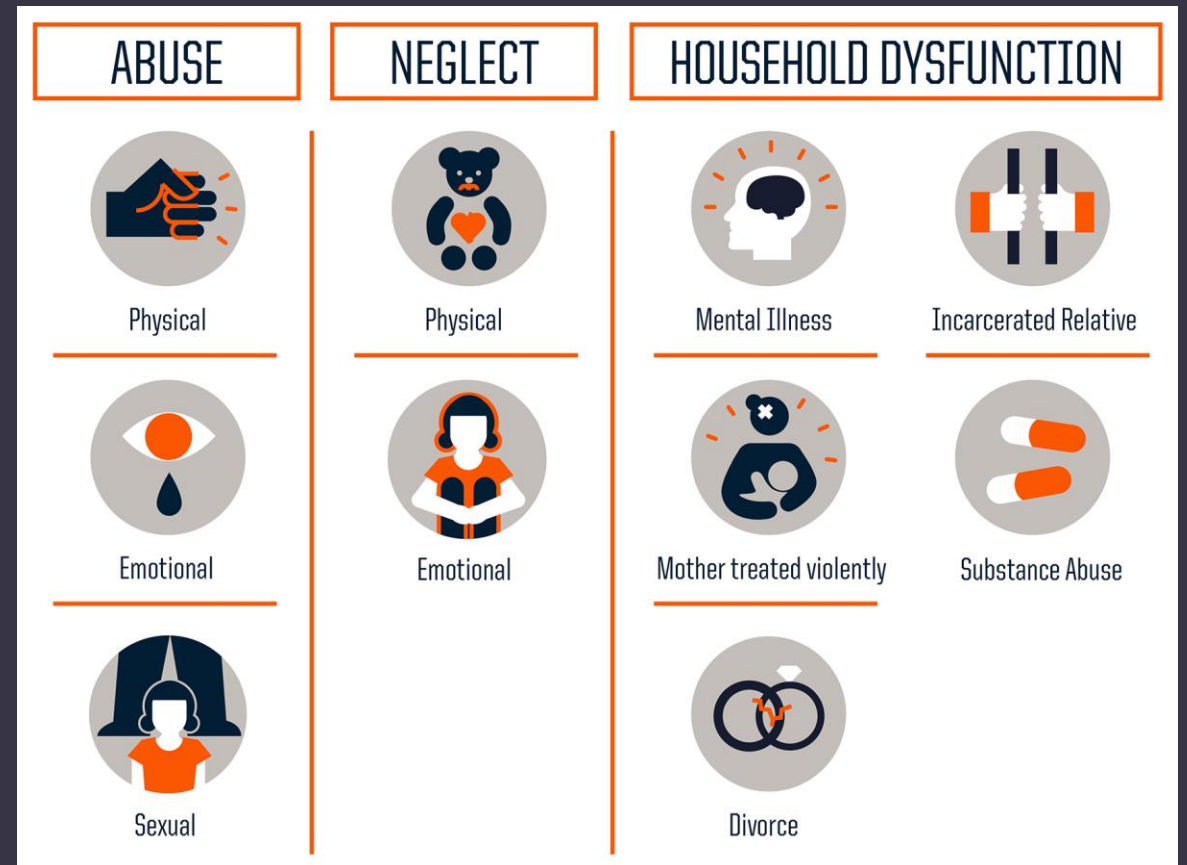 ABUSE
Physical
Emotional
Sexual
NEGLECT
Physical
Emotional
HOUSEHOLD DYSFUNCTION
Mental Illness
Incarcerated Relative
Mother treated violently
Substance Abuse
Divorce